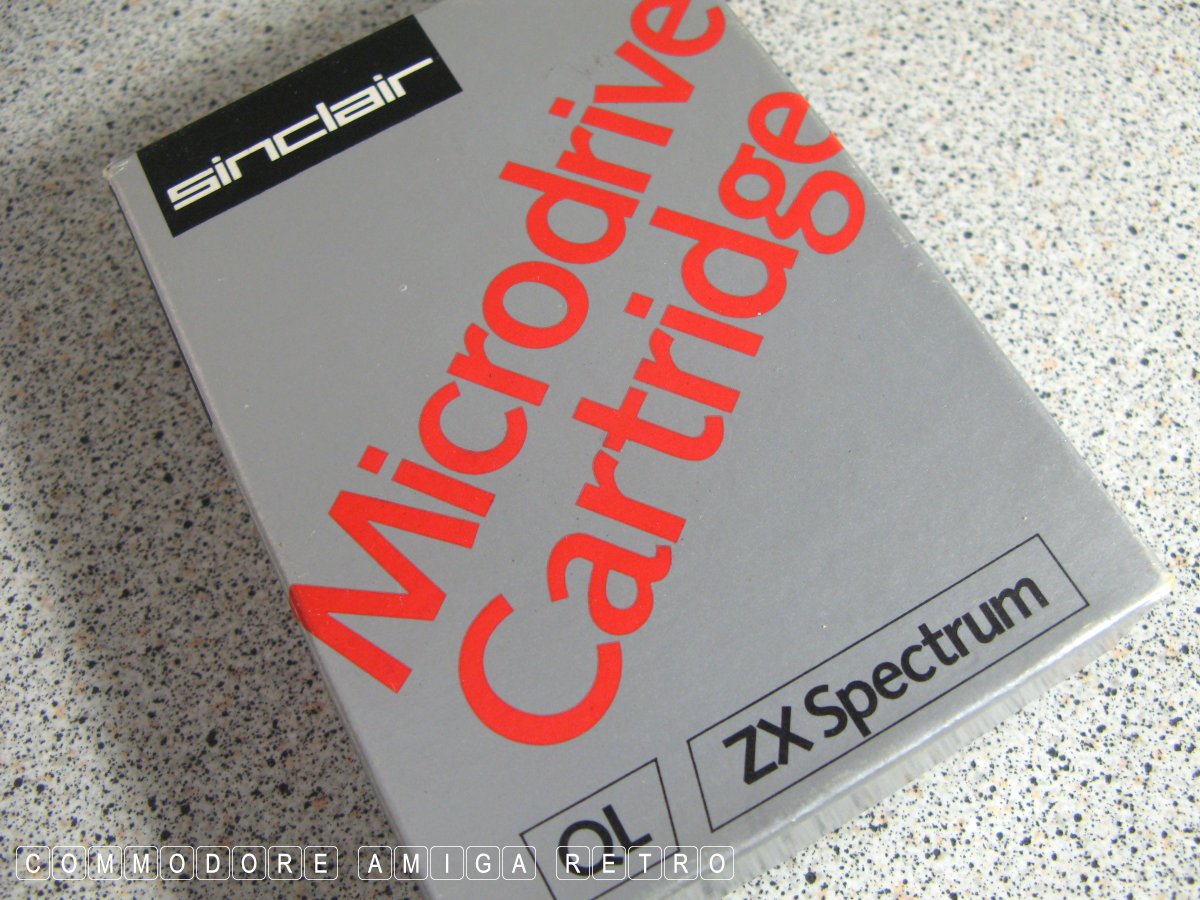 sinclair
Microdrive
Cartridge
QL
ZX Spectrum
COMMODORE AMIGA RETRO